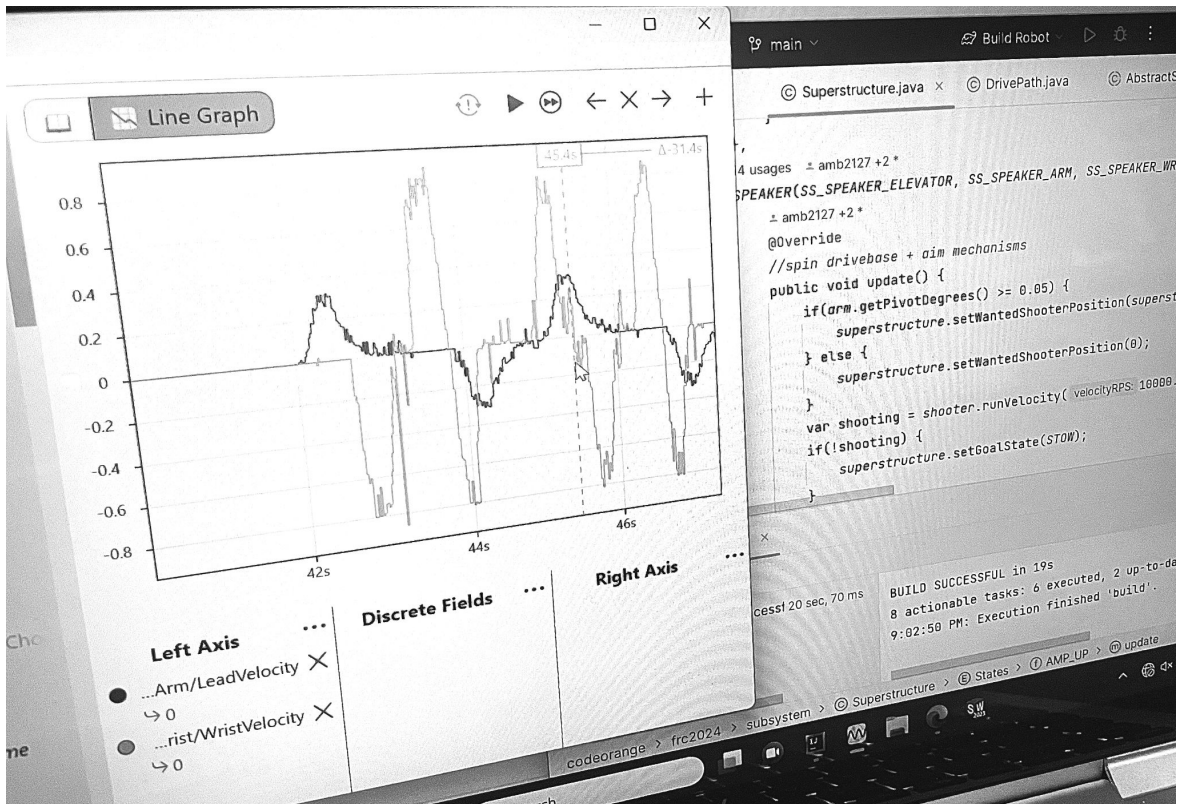 Line Graph
45.4s
Δ-31.4s
0.8
0.6
0.4
0.2
0
-0.2
-0.4
-0.6
-0.8
42s
44s
46s
Left Axis
...Arm/LeadVelocity
0
...rist/WristVelocity
0
Discrete Fields
Right Axis
Cho
me
main
Build Robot
Superstructure.java
DrivePath.java
AbstractS
4 usages amb2127 +2 *
SPEAKER(SS_SPEAKER_ELEVATOR, SS_SPEAKER_ARM, SS_SPEAKER_WR
amb2127 +2 *
@Override
//spin drivebase + aim mechanisms
public void update() {
if(arm.getPivotDegrees() >= 0.05) {
superstructure.setWantedShooterPosition(superst
} else {
superstructure.setWantedShooterPosition(0);
}
var shooting = shooter.runVelocity( velocityRPS: 10000.
if(!shooting) {
superstructure.setGoalState(STOW);
}
cessf 20 sec, 70 ms
BUILD SUCCESSFUL in 19s
8 actionable tasks: 6 executed, 2 up-to-da
9:02:50 PM: Execution finished 'build'.
codeorange > frc2024 > subsystem > Superstructure > States > AMP_UP > update
SW
2023